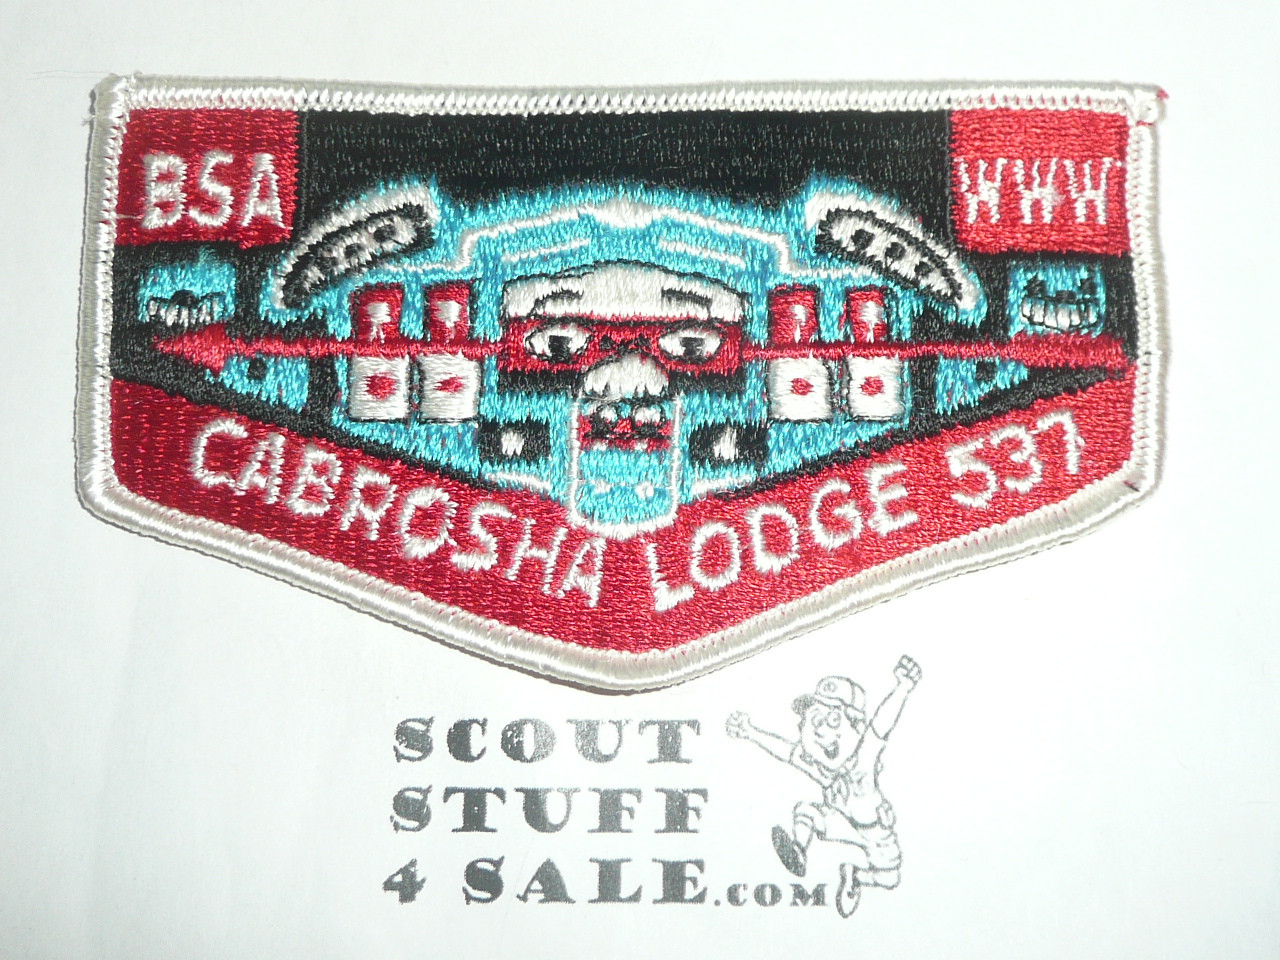 BSA
WWW
CABROSHA LODGE 537
SCOUT
STUFF
4 SALE.COM